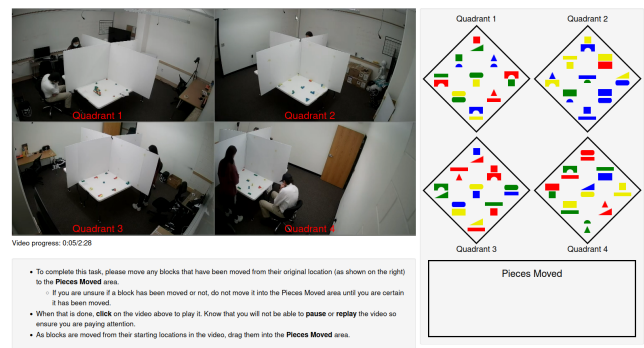 Quadrant 1
Quadrant 2
Quadrant 3
Quadrant 4
Video progress: 0:05/2:28
To complete this task, please move any blocks that have been moved from their original location (as shown on the right)
to the Pieces Moved area.
If you are unsure if a block has been moved or not, do not move it into the Pieces Moved area until you are certain
it has been moved.
When that is done, click on the video above to play it. Know that you will not be able to pause or replay the video so
ensure you are paying attention.
As blocks are moved from their starting locations in the video, drag them into the Pieces Moved area.
Quadrant 1
Quadrant 2
Quadrant 3
Quadrant 4
Pieces Moved